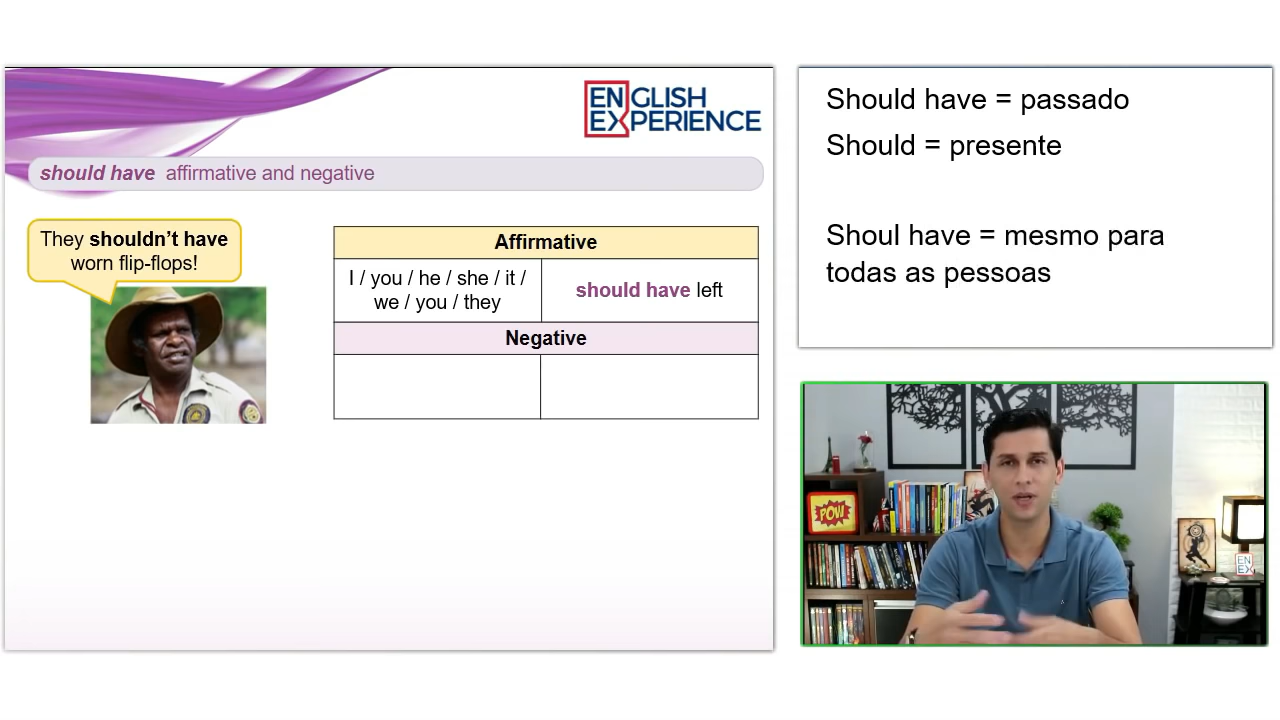 ENGLISH
EXPERIENCE
should have affirmative and negative
They shouldn't have
worn flip-flops!
Affirmative
I / you / he / she / it /
we / you / they
should have left
Negative
Should have = passado
Should = presente
Shoul have = mesmo para
todas as pessoas
POW!
EN
EX